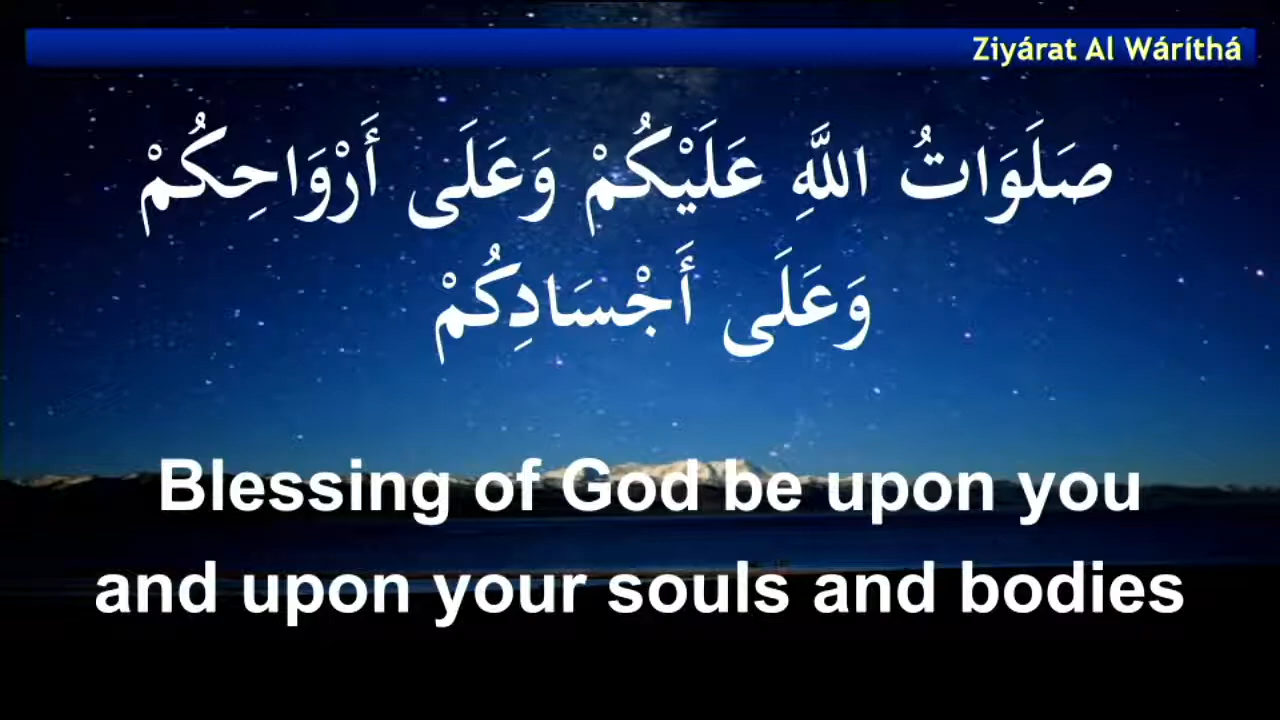 Ziyárat Al Wáríthá
صَلَوَاتُ اللَّهِ عَلَيْكُمْ وَعَلَى أَرْوَاحِكُمْ
وَعَلَى أَجْسَادِكُمْ
Blessing of God be upon you
and upon your souls and bodies